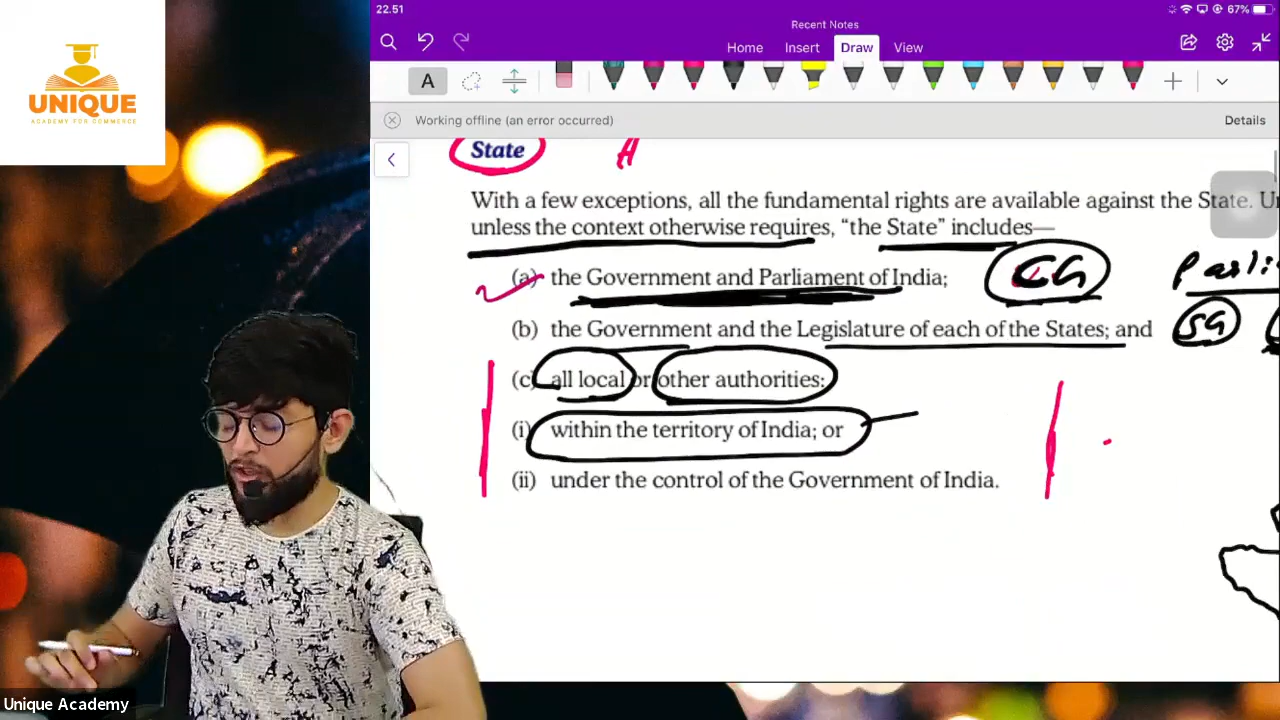 22.51
67%
Recent Notes
Home Insert Draw View
A
Working offline (an error occurred)
Details
UNIQUE
ACADEMY FOR COMMERCE
State A
With a few exceptions, all the fundamental rights are available against the State. Un
unless the context otherwise requires, “the State” includes—
(a) the Government and Parliament of India; CG
(b) the Government and the Legislature of each of the States; and SG
(c) all local or other authorities:
(i) within the territory of India; or
(ii) under the control of the Government of India.
Unique Academy